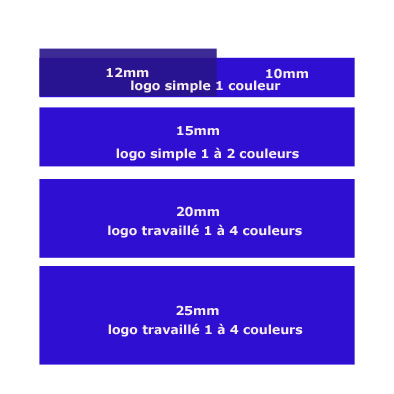 12mm
10mm
logo simple 1 couleur
15mm
logo simple 1 à 2 couleurs
20mm
logo travaillé 1 à 4 couleurs
25mm
logo travaillé 1 à 4 couleurs